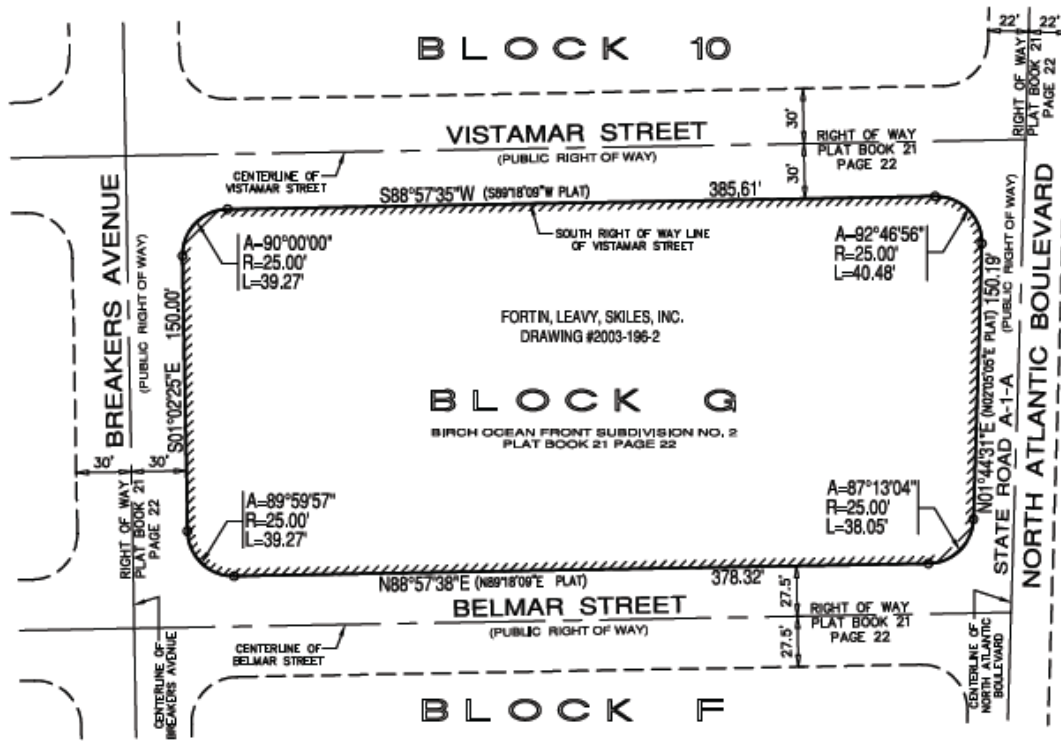 22' 22'
BLOCK 10
RIGHT OF WAY
PLAT BOOK 21
PAGE 22
30'
VISTAMAR STREET
(PUBLIC RIGHT OF WAY)
RIGHT OF WAY
PLAT BOOK 21
PAGE 22
CENTERLINE OF
VISTAMAR STREET
30'
S88°57'35"W (S89°18'09"W PLAT) 385.61'
SOUTH RIGHT OF WAY LINE
OF VISTAMAR STREET
BREAKERS AVENUE
(PUBLIC RIGHT OF WAY)
S01°02'25"E 150.00'
A=90°00'00"
R=25.00'
L=39.27'
A=92°46'56"
R=25.00'
L=40.48'
FORTIN, LEAVY, SKILES, INC.
DRAWING #2003-196-2
BLOCK G
BIRCH OCEAN FRONT SUBDIVISION NO. 2
PLAT BOOK 21 PAGE 22
N01°44'31"E (N02°05'05"E PLAT) 150.19'
STATE ROAD A-1-A (PUBLIC RIGHT OF WAY)
NORTH ATLANTIC BOULEVARD
30' 30'
RIGHT OF WAY
PLAT BOOK 21
PAGE 22
A=89°59'57"
R=25.00'
L=39.27'
A=87°13'04"
R=25.00'
L=38.05'
N88°57'38"E (N89°18'09"E PLAT) 378.32'
27.5'
BELMAR STREET
(PUBLIC RIGHT OF WAY)
RIGHT OF WAY
PLAT BOOK 21
PAGE 22
27.5'
CENTERLINE OF
BELMAR STREET
CENTERLINE OF
BREAKERS AVENUE
CENTERLINE OF
NORTH ATLANTIC
BOULEVARD
BLOCK F